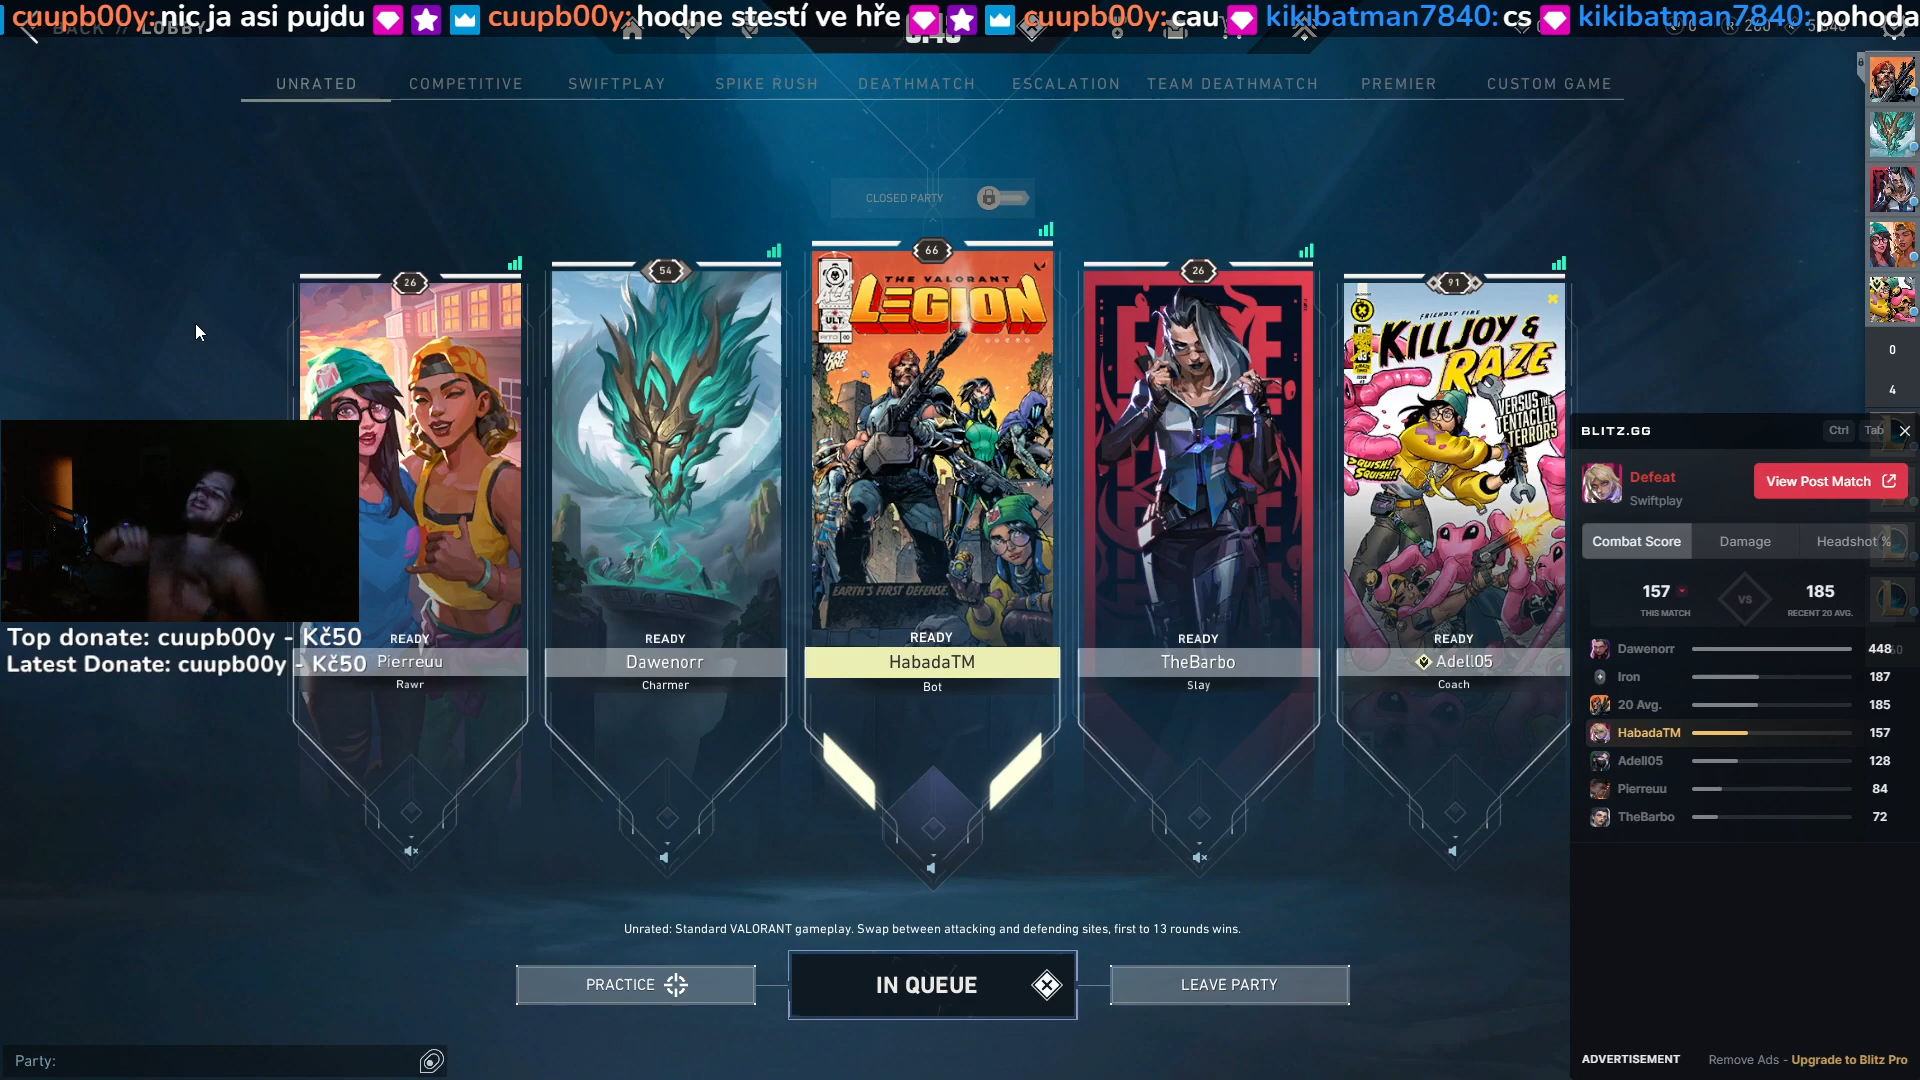 cuupb00y: nic ja asi pujdu cuupb00y: hodne stestí ve hře cuupb00y: cau kikibatman7840: cs kikibatman7840: pohoda
BACK // LOBBY
UNRATED COMPETITIVE SWIFTPLAY SPIKE RUSH DEATHMATCH ESCALATION TEAM DEATHMATCH PREMIER CUSTOM GAME
CLOSED PARTY
26
54
66
26
91
THE VALORANT
LEGION
ULT.
YEAR ONE
EARTH'S FIRST DEFENSE.
FRIENDLY FIRE
KILLJOY & RAZE
VERSUS THE TENTACLED TERRORS
SQUISH! SQUISH!!
0
4
BLITZ.GG Ctrl Tab
Defeat
Swiftplay
View Post Match
Combat Score Damage Headshot %
157 VS 185
THIS MATCH RECENT 20 AVG.
Dawenorr 448
Iron 187
20 Avg. 185
HabadaTM 157
Adell05 128
Pierreuu 84
TheBarbo 72
Top donate: cuupb00y - Kč50
Latest Donate: cuupb00y - Kč50
READY
Pierreuu
Rawr
READY
Dawenorr
Charmer
READY
HabadaTM
Bot
READY
TheBarbo
Slay
READY
Adell05
Coach
Unrated: Standard VALORANT gameplay. Swap between attacking and defending sites, first to 13 rounds wins.
PRACTICE
IN QUEUE
LEAVE PARTY
Party:
ADVERTISEMENT Remove Ads - Upgrade to Blitz Pro